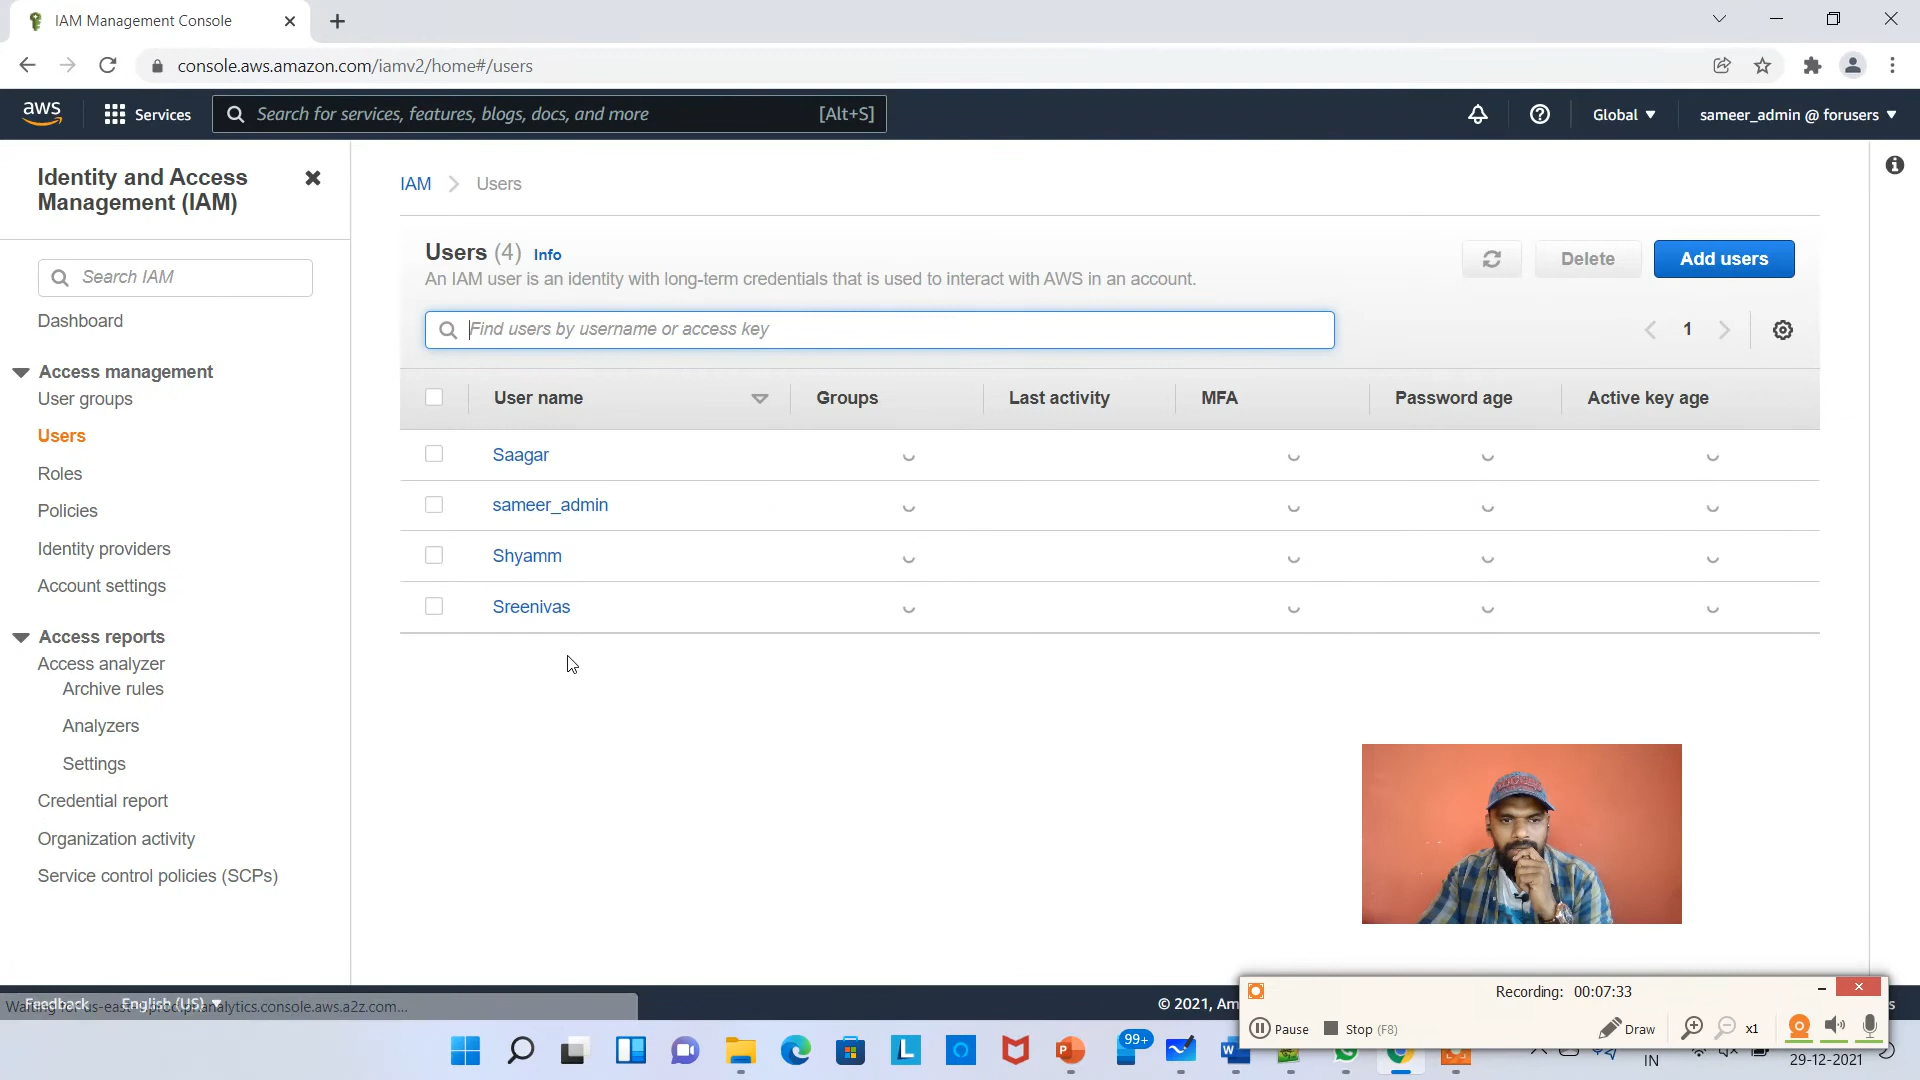 IAM Management Console
console.aws.amazon.com/iamv2/home#/users
aws
Services
Search for services, features, blogs, docs, and more
[Alt+S]
Global
sameer_admin @ forusers
Identity and Access
Management (IAM)
Search IAM
Dashboard
Access management
User groups
Users
Roles
Policies
Identity providers
Account settings
Access reports
Access analyzer
Archive rules
Analyzers
Settings
Credential report
Organization activity
Service control policies (SCPs)
IAM
Users
Users (4) Info
An IAM user is an identity with long-term credentials that is used to interact with AWS in an account.
Delete
Add users
Find users by username or access key
1
User name
Groups
Last activity
MFA
Password age
Active key age
Saagar
sameer_admin
Shyamm
Sreenivas
Feedback
English (US)
© 2021, Am
Recording: 00:07:33
Pause
Stop (F8)
Draw
x1
99+
IN
29-12-2021